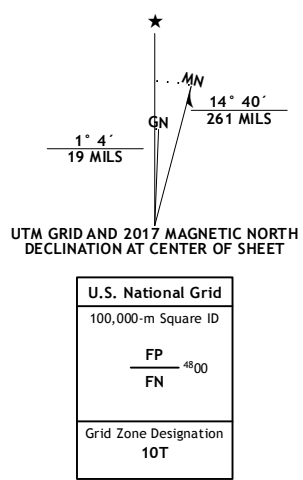 ★
MN
GN
14° 40´
261 MILS
1° 4´
19 MILS
UTM GRID AND 2017 MAGNETIC NORTH
DECLINATION AT CENTER OF SHEET
U.S. National Grid
100,000-m Square ID
FP
4800
FN
Grid Zone Designation
10T